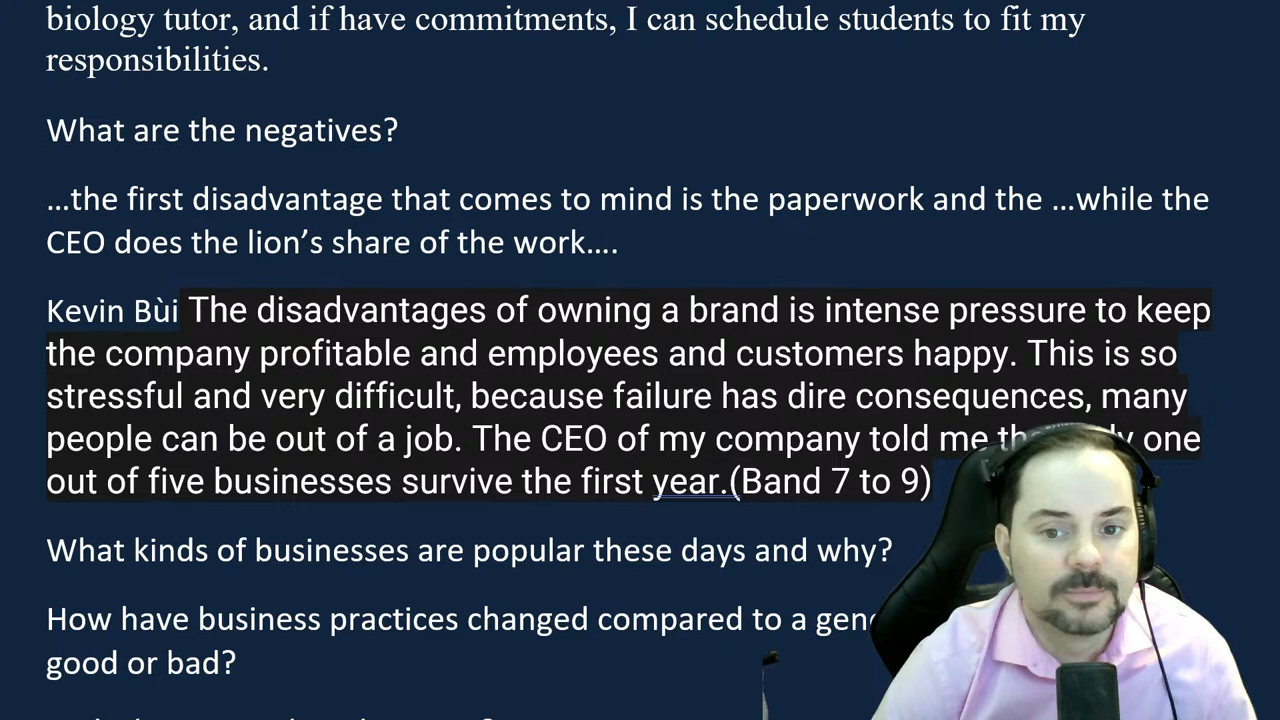 biology tutor, and if have commitments, I can schedule students to fit my
responsibilities.
What are the negatives?
…the first disadvantage that comes to mind is the paperwork and the …while the
CEO does the lion’s share of the work….
Kevin Bùi The disadvantages of owning a brand is intense pressure to keep
the company profitable and employees and customers happy. This is so
stressful and very difficult, because failure has dire consequences, many
people can be out of a job. The CEO of my company told me one
out of five businesses survive the first year.(Band 7 to 9)
What kinds of businesses are popular these days and why?
How have business practices changed compared to a
good or bad?